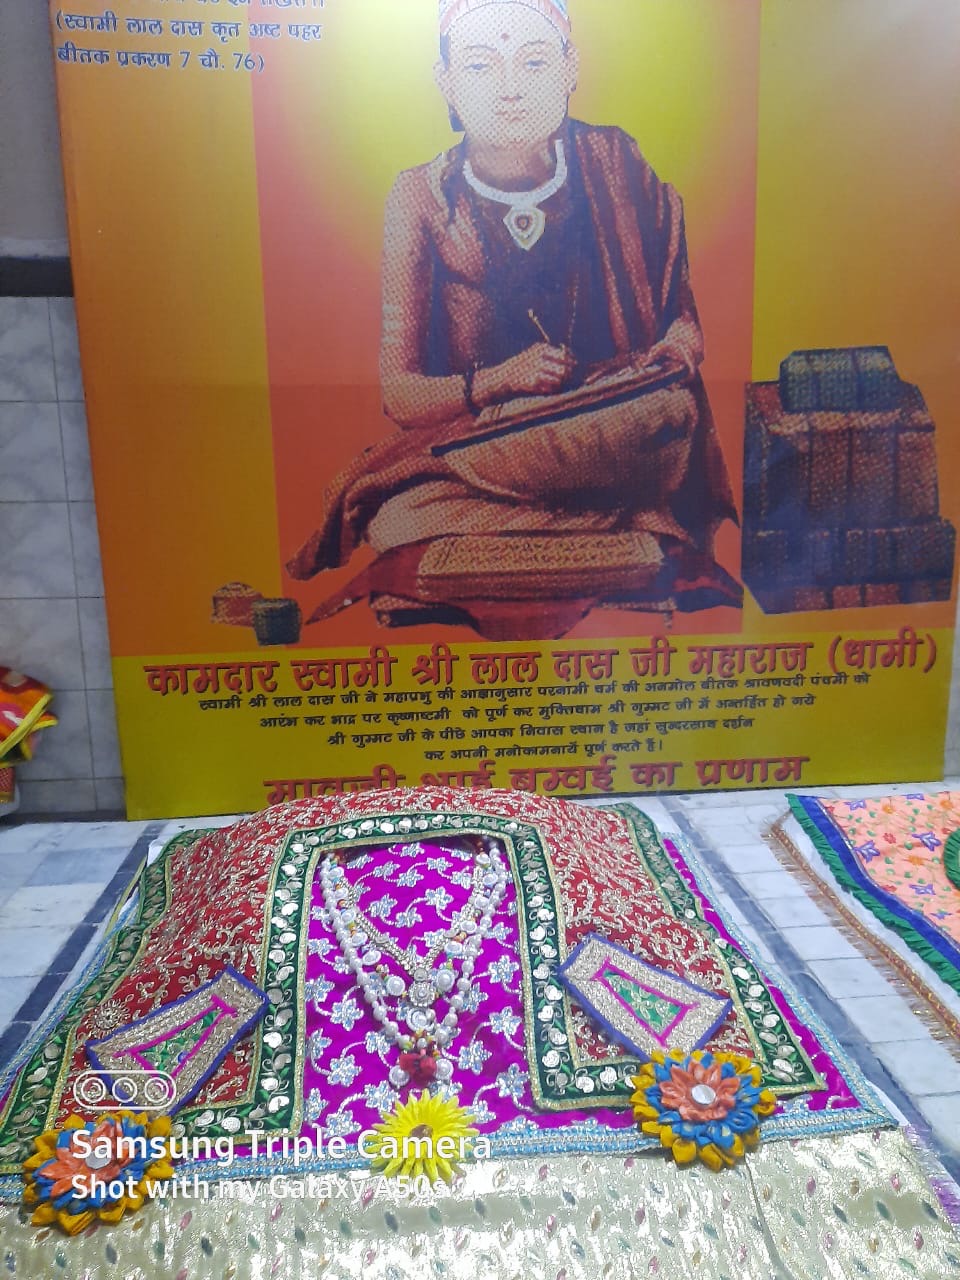 (स्वामी लाल दास कृत अष्ट पहर
बीतक प्रकरण 7 चौ. 76)
कामदार स्वामी श्री लाल दास जी महाराज (धामी)
स्वामी श्री लाल दास जी ने महाप्रभु की आज्ञानुसार परनामी धर्म की अनमोल बीतक श्रावणवदी पंचमी को
आरंभ कर भाद्र पर कृष्णाष्टमी को पूर्ण कर मुक्तिधाम श्री गुम्मट जी में अन्तर्हित हो गये
श्री गुम्मट जी के पीछे आपका निवास स्थान है जहां सुन्दरसाथ दर्शन
कर अपनी मनोकामनायें पूर्ण करते हैं।
मावजी भाई बम्बई का प्रणाम
Samsung Triple Camera
Shot with my Galaxy A50s